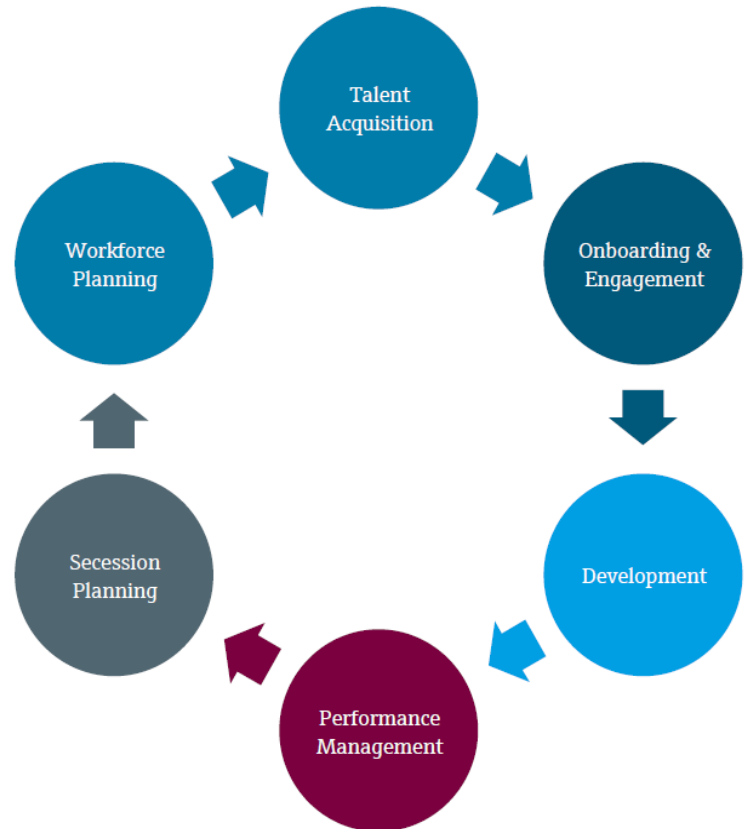 Talent
Acquisition
Onboarding &
Engagement
Development
Performance
Management
Secession
Planning
Workforce
Planning